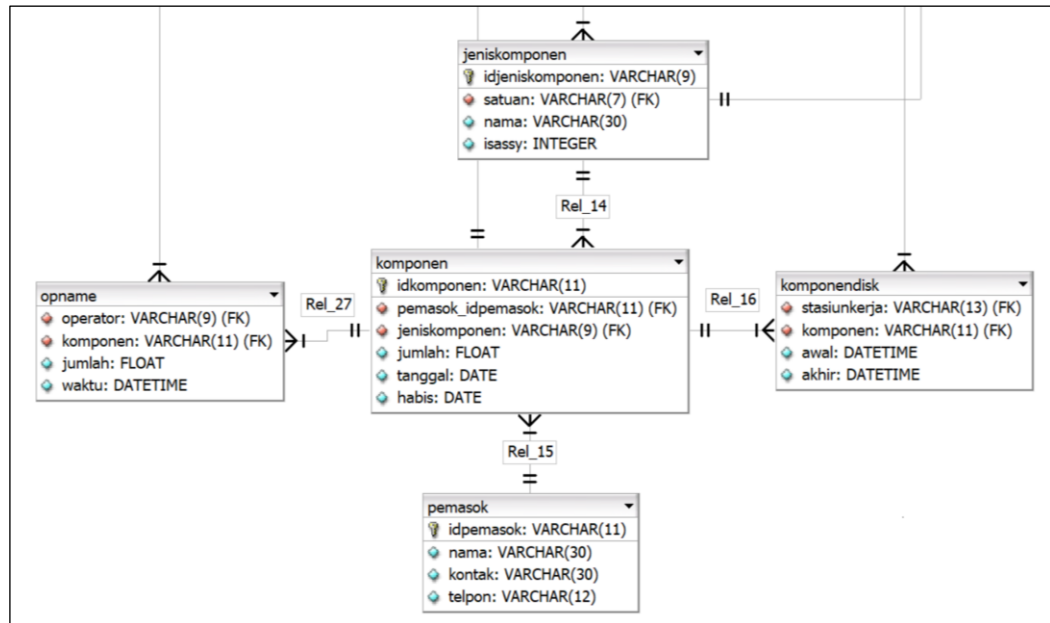 jeniskomponen
idjeniskomponen: VARCHAR(9)
satuan: VARCHAR(7) (FK)
nama: VARCHAR(30)
isassy: INTEGER
Rel_14
komponen
idkomponen: VARCHAR(11)
pemasok_idpemasok: VARCHAR(11) (FK)
jeniskomponen: VARCHAR(9) (FK)
jumlah: FLOAT
tanggal: DATE
habis: DATE
opname
operator: VARCHAR(9) (FK)
komponen: VARCHAR(11) (FK)
jumlah: FLOAT
waktu: DATETIME
Rel_27
Rel_16
komponendisk
stasiunkerja: VARCHAR(13) (FK)
komponen: VARCHAR(11) (FK)
awal: DATETIME
akhir: DATETIME
Rel_15
pemasok
idpemasok: VARCHAR(11)
nama: VARCHAR(30)
kontak: VARCHAR(30)
telpon: VARCHAR(12)